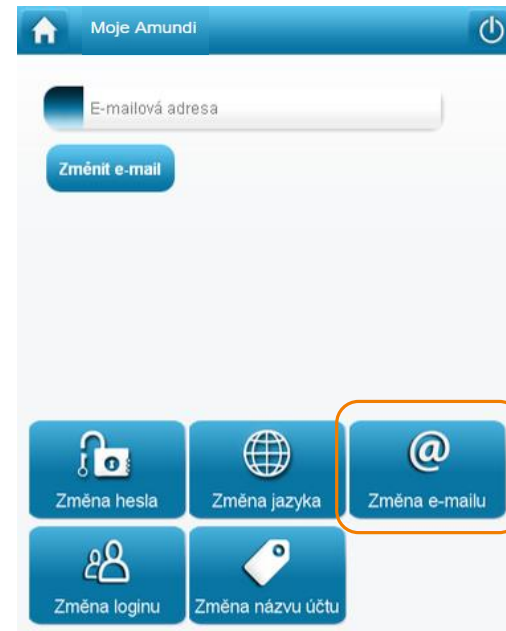 Moje Amundi
E-mailová adresa
Změnit e-mail
@
Změna hesla
Změna jazyka
Změna e-mailu
Změna loginu
Změna názvu účtu